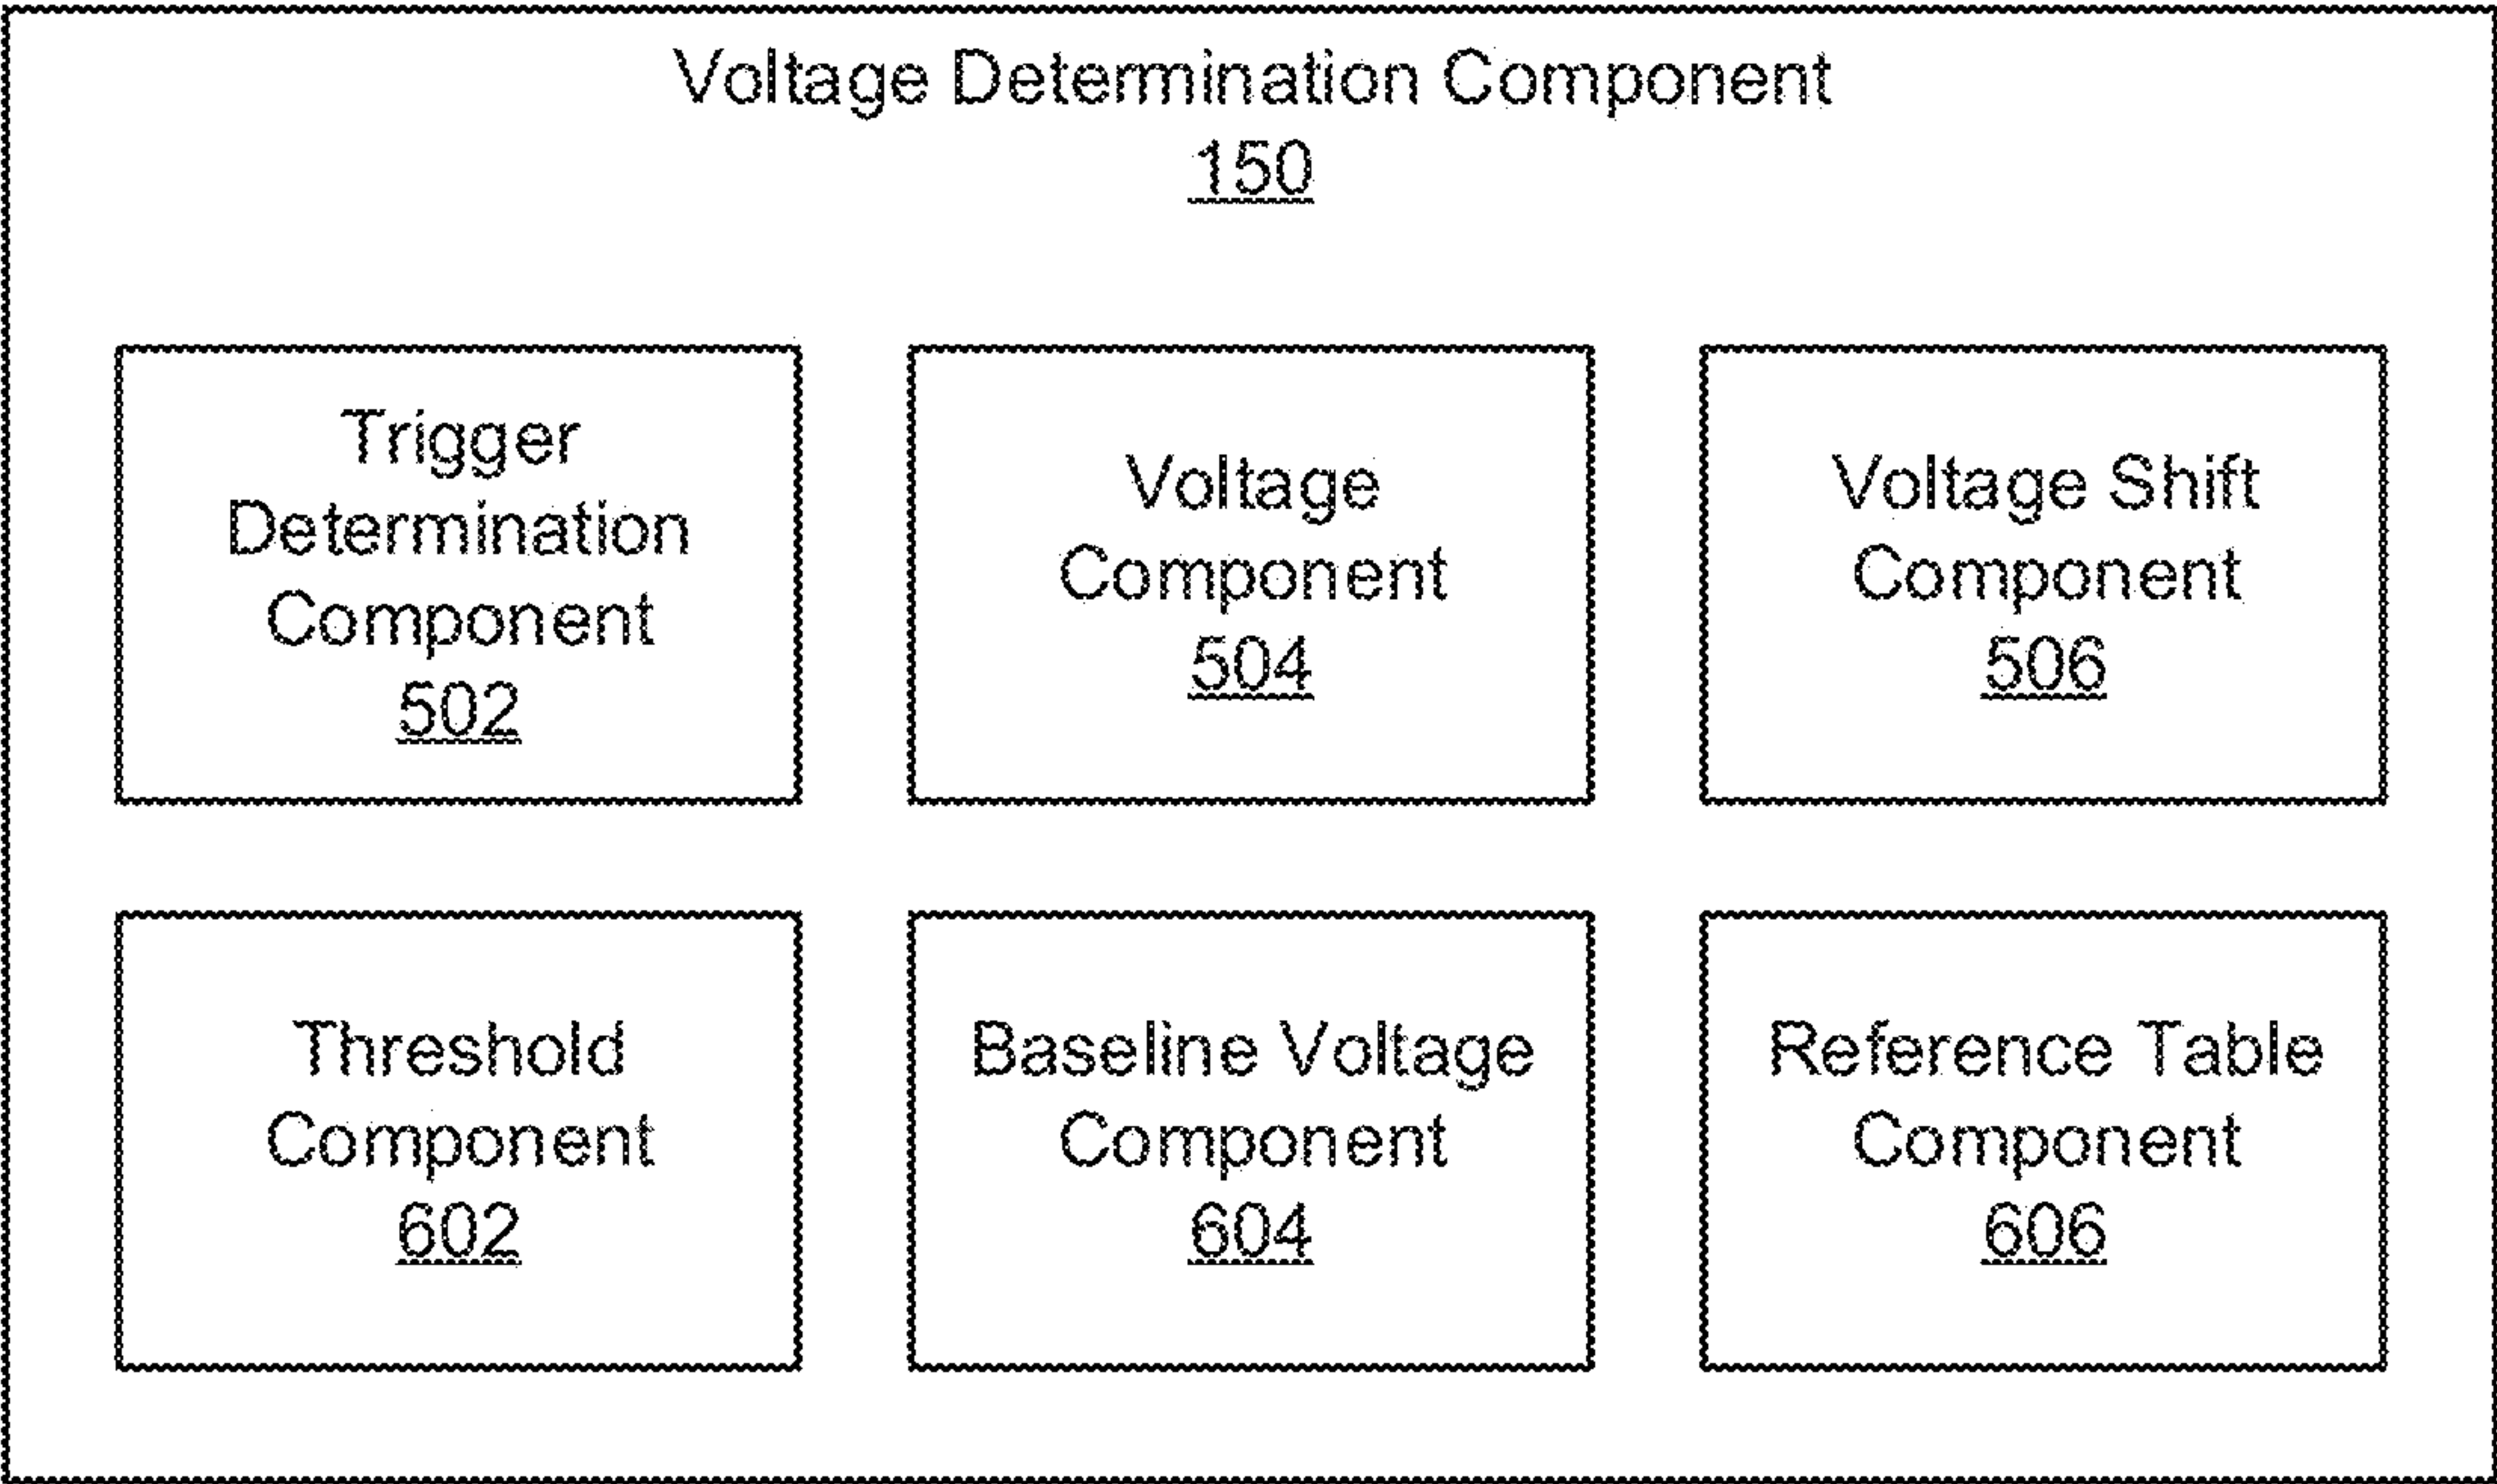 Voltage Determination Component
150
Trigger
Determination
Component
502
Voltage
Component
504
Voltage Shift
Component
506
Threshold
Component
602
Baseline Voltage
Component
604
Reference Table
Component
606